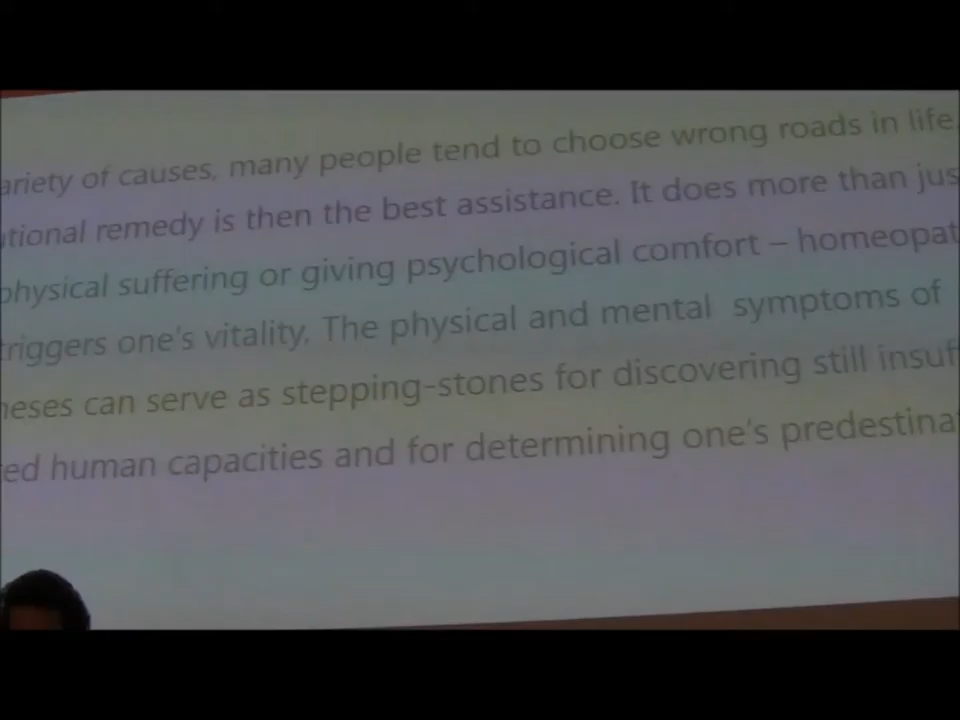 ariety of causes, many people tend to choose wrong roads in life
tional remedy is then the best assistance. It does more than jus
physical suffering or giving psychological comfort – homeopat
triggers one's vitality. The physical and mental symptoms of
heses can serve as stepping-stones for discovering still insuf
ed human capacities and for determining one's predestina